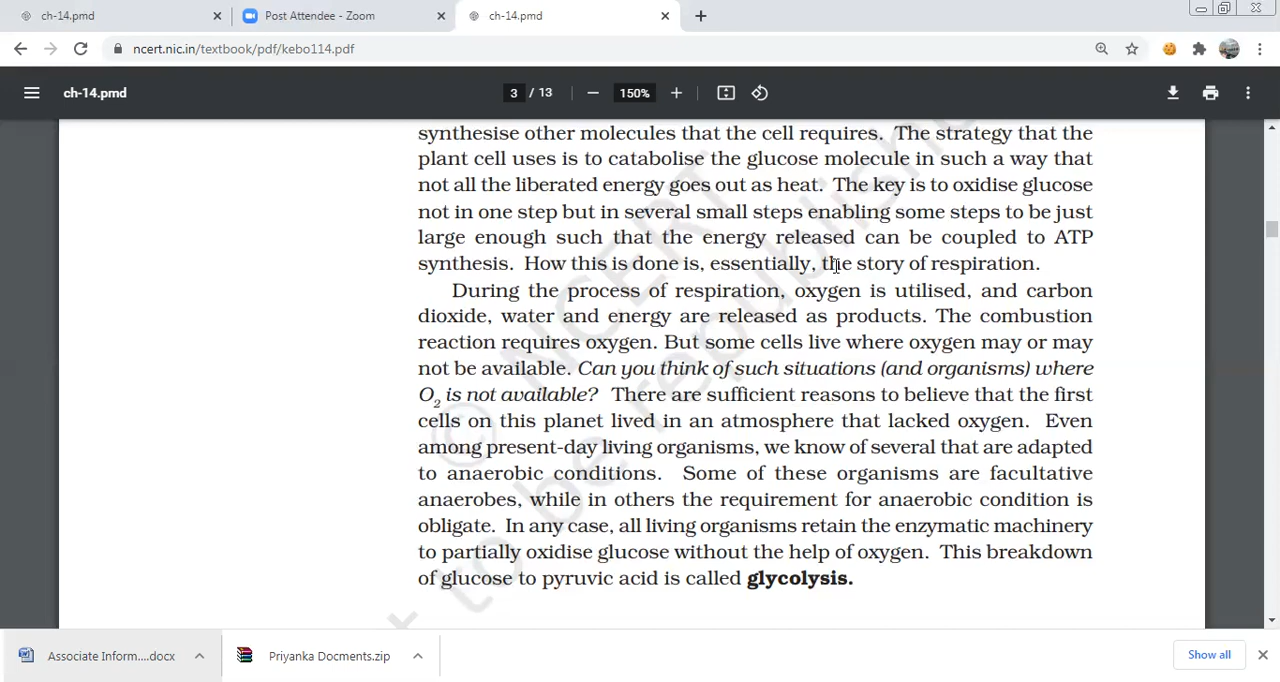 ch-14.pmd
Post Attendee - Zoom
ch-14.pmd
ncert.nic.in/textbook/pdf/kebo114.pdf
ch-14.pmd
3 / 13
150%
synthesise other molecules that the cell requires. The strategy that the
plant cell uses is to catabolise the glucose molecule in such a way that
not all the liberated energy goes out as heat. The key is to oxidise glucose
not in one step but in several small steps enabling some steps to be just
large enough such that the energy released can be coupled to ATP
synthesis. How this is done is, essentially, the story of respiration.
During the process of respiration, oxygen is utilised, and carbon
dioxide, water and energy are released as products. The combustion
reaction requires oxygen. But some cells live where oxygen may or may
not be available. Can you think of such situations (and organisms) where
O2 is not available? There are sufficient reasons to believe that the first
cells on this planet lived in an atmosphere that lacked oxygen. Even
among present-day living organisms, we know of several that are adapted
to anaerobic conditions. Some of these organisms are facultative
anaerobes, while in others the requirement for anaerobic condition is
obligate. In any case, all living organisms retain the enzymatic machinery
to partially oxidise glucose without the help of oxygen. This breakdown
of glucose to pyruvic acid is called glycolysis.
© NCERT
not to be republished
Associate Inform....docx
Priyanka Docments.zip
Show all